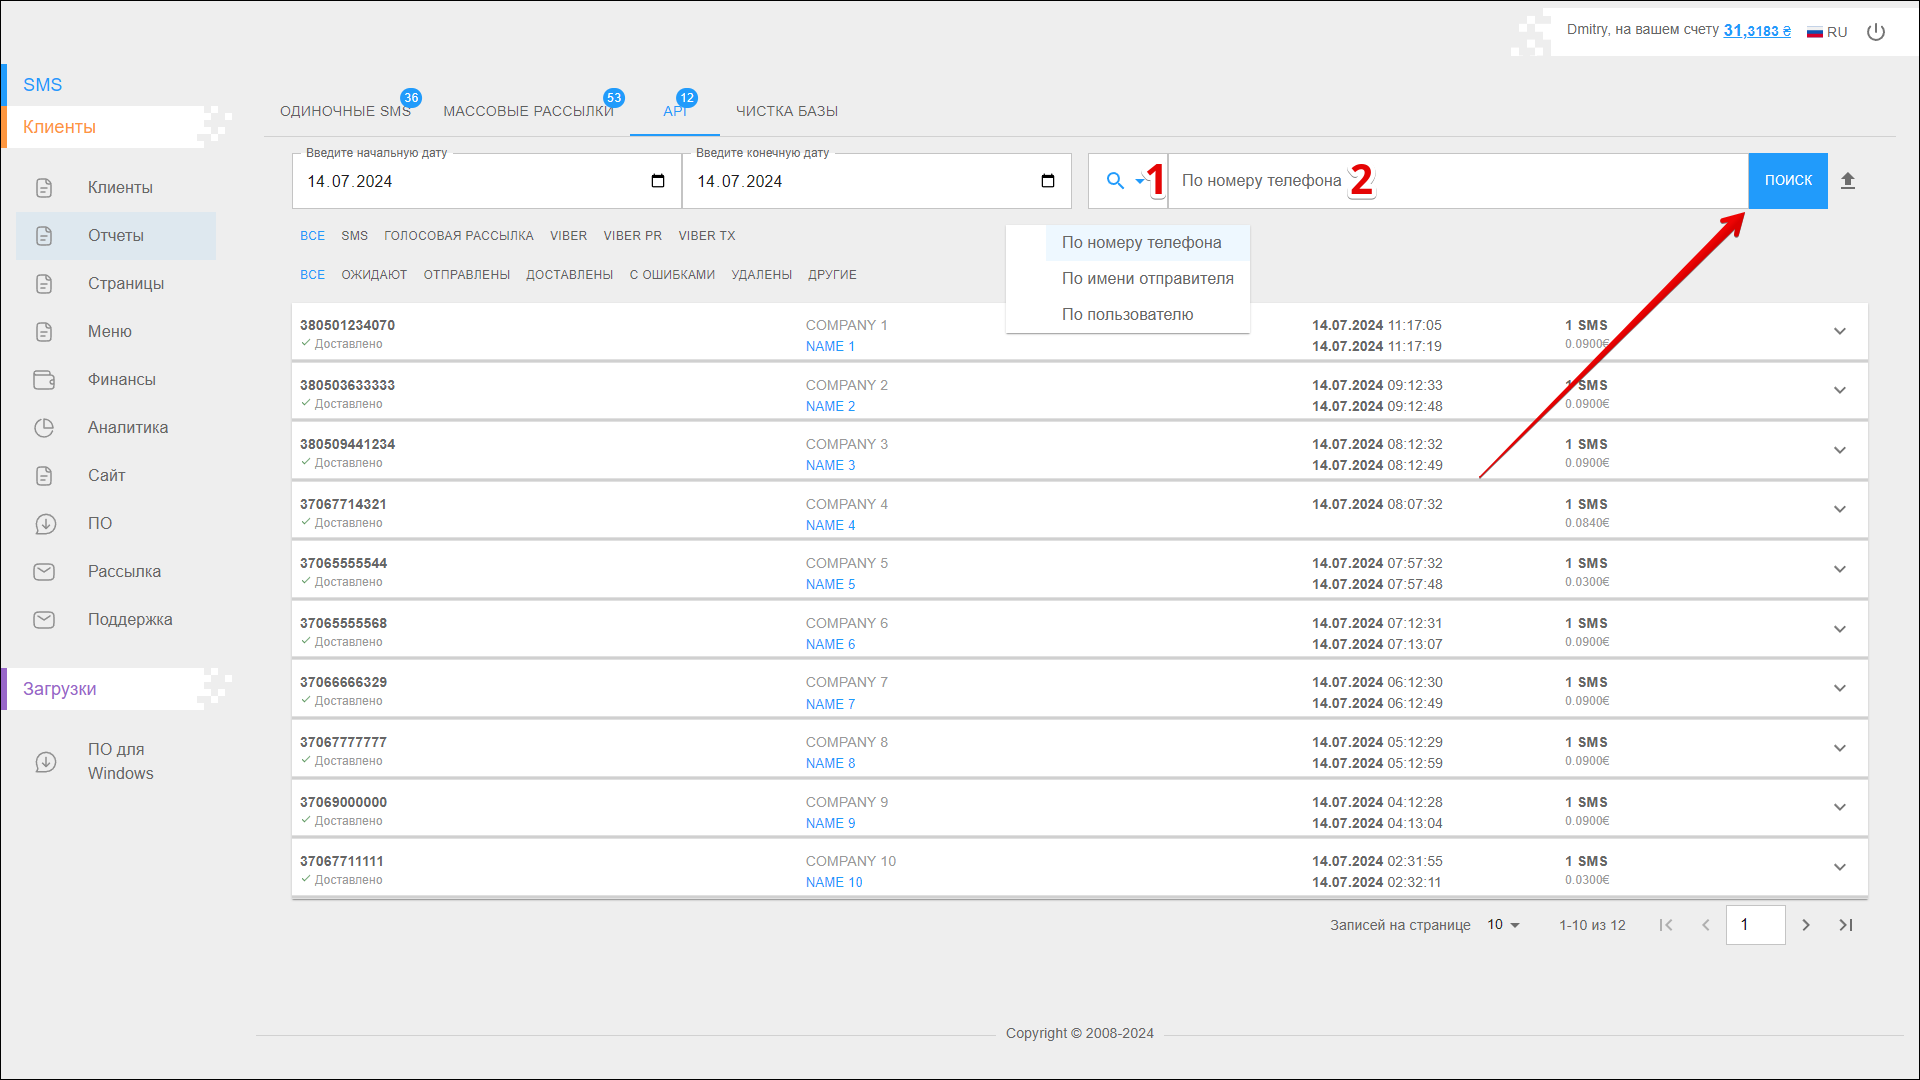 Dmitry, на вашем счету 31,3183 ₴ RU
SMS
Клиенты
Клиенты
Отчеты
Страницы
Меню
Финансы
Аналитика
Сайт
ПО
Рассылка
Поддержка
Загрузки
ПО для
Windows
ОДИНОЧНЫЕ SMS 36 МАССОВЫЕ РАССЫЛКИ 53 API 12 ЧИСТКА БАЗЫ
Введите начальную дату Введите конечную дату
14.07.2024 14.07.2024 1 По номеру телефона 2 ПОИСК
ВСЕ SMS ГОЛОСОВАЯ РАССЫЛКА VIBER VIBER PR VIBER TX
ВСЕ ОЖИДАЮТ ОТПРАВЛЕНЫ ДОСТАВЛЕНЫ С ОШИБКАМИ УДАЛЕНЫ ДРУГИЕ
По номеру телефона
По имени отправителя
По пользователю
380501234070 COMPANY 1 14.07.2024 11:17:05 1 SMS
Доставлено NAME 1 14.07.2024 11:17:19 0.0900€
380503633333 COMPANY 2 14.07.2024 09:12:33 1 SMS
Доставлено NAME 2 14.07.2024 09:12:48 0.0900€
380509441234 COMPANY 3 14.07.2024 08:12:32 1 SMS
Доставлено NAME 3 14.07.2024 08:12:49 0.0900€
37067714321 COMPANY 4 14.07.2024 08:07:32 1 SMS
Доставлено NAME 4 0.0840€
37065555544 COMPANY 5 14.07.2024 07:57:32 1 SMS
Доставлено NAME 5 14.07.2024 07:57:48 0.0300€
37065555568 COMPANY 6 14.07.2024 07:12:31 1 SMS
Доставлено NAME 6 14.07.2024 07:13:07 0.0900€
37066666329 COMPANY 7 14.07.2024 06:12:30 1 SMS
Доставлено NAME 7 14.07.2024 06:12:49 0.0900€
37067777777 COMPANY 8 14.07.2024 05:12:29 1 SMS
Доставлено NAME 8 14.07.2024 05:12:59 0.0900€
37069000000 COMPANY 9 14.07.2024 04:12:28 1 SMS
Доставлено NAME 9 14.07.2024 04:13:04 0.0900€
37067711111 COMPANY 10 14.07.2024 02:31:55 1 SMS
Доставлено NAME 10 14.07.2024 02:32:11 0.0300€
Записей на странице 10 1-10 из 12 1
Copyright © 2008-2024